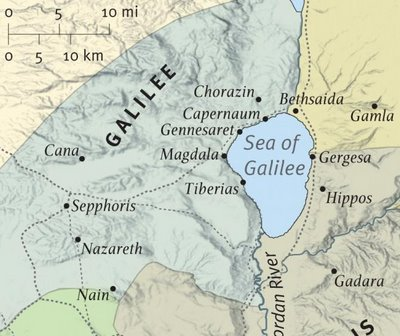 0 5 10 mi
0 5 10 km
GALILEE
Chorazin
Bethsaida
Capernaum
Gamla
Gennesaret
Sea of
Galilee
Cana
Magdala
Gergesa
Tiberias
Hippos
Sepphoris
Nazareth
Jordan River
Gadara
Nain
IS